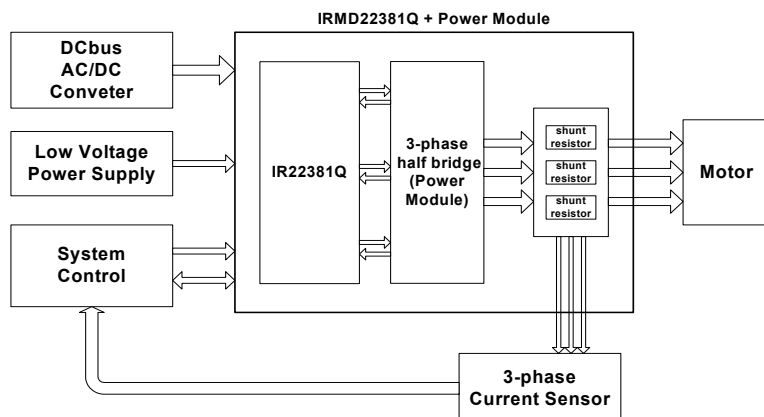 IRMD22381Q + Power Module
DCbus
AC/DC
Conveter
Low Voltage
Power Supply
System
Control
IR22381Q
3-phase
half bridge
(Power
Module)
shunt
resistor
shunt
resistor
shunt
resistor
Motor
3-phase
Current Sensor